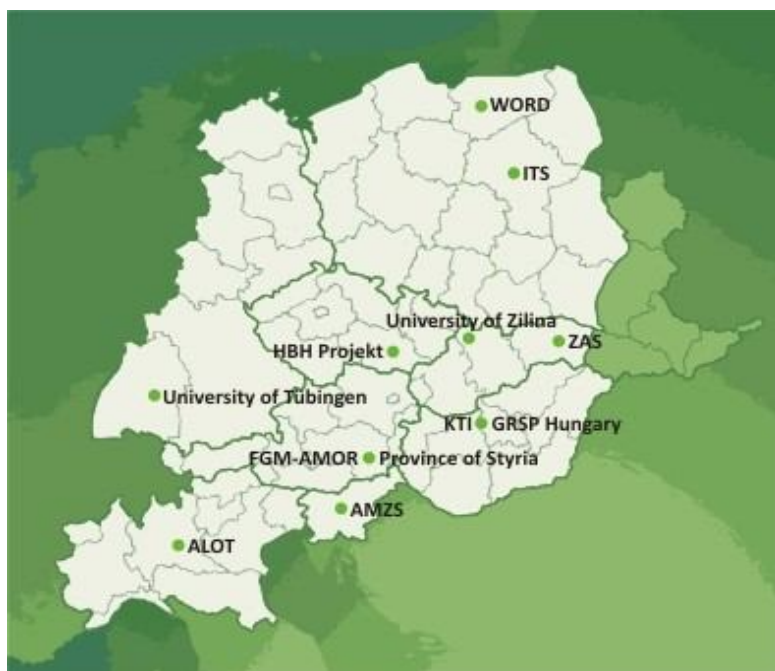 WORD
ITS
University of Zilina
ZAS
HBH Projekt
University of Tübingen
KTI GRSP Hungary
FGM-AMOR Province of Styria
AMZS
ALOT